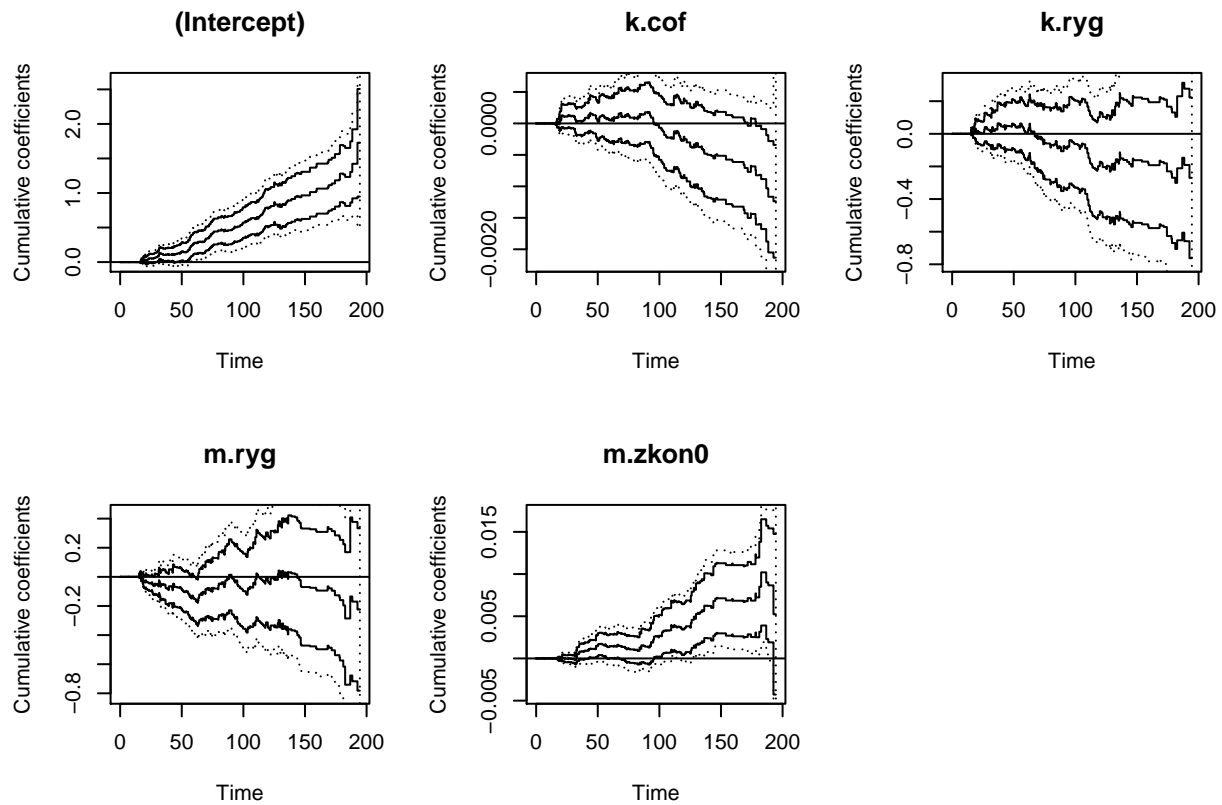 (Intercept)
Cumulative coefficients
0.0 1.0 2.0
0 50 100 150 200
Time
k.cof
Cumulative coefficients
−0.0020 0.0000
0 50 100 150 200
Time
k.ryg
Cumulative coefficients
−0.8 −0.4 0.0
0 50 100 150 200
Time
m.ryg
Cumulative coefficients
−0.8 −0.2 0.2
0 50 100 150 200
Time
m.zkon0
Cumulative coefficients
−0.005 0.005 0.015
0 50 100 150 200
Time